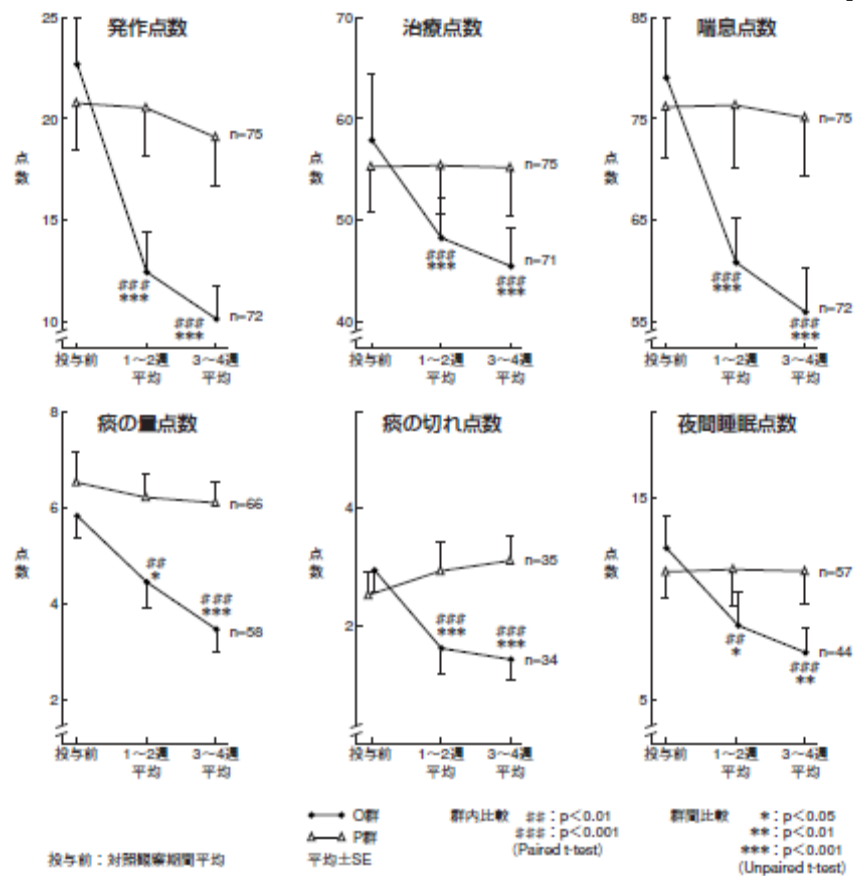 発作点数
25
20
15
10
点数
n=75
n=72
###
***
###
***
投与前
1～2週平均
3～4週平均
治療点数
70
60
50
40
点数
n=75
n=71
###
***
###
***
投与前
1～2週平均
3～4週平均
喘息点数
85
75
65
55
点数
n=75
n=72
###
***
###
***
投与前
1～2週平均
3～4週平均
痰の量点数
8
6
4
2
点数
n=66
n=58
##
*
###
***
投与前
1～2週平均
3～4週平均
痰の切れ点数
4
2
点数
n=35
n=34
###
***
###
***
投与前
1～2週平均
3～4週平均
夜間睡眠点数
15
5
点数
n=57
n=44
##
*
###
**
投与前
1～2週平均
3～4週平均
投与前：対照観察期間平均
O群
P群
平均±SE
群内比較 ##：p＜0.01
###：p＜0.001
(Paired t-test)
群間比較 *：p＜0.05
**：p＜0.01
***：p＜0.001
(Unpaired t-test)